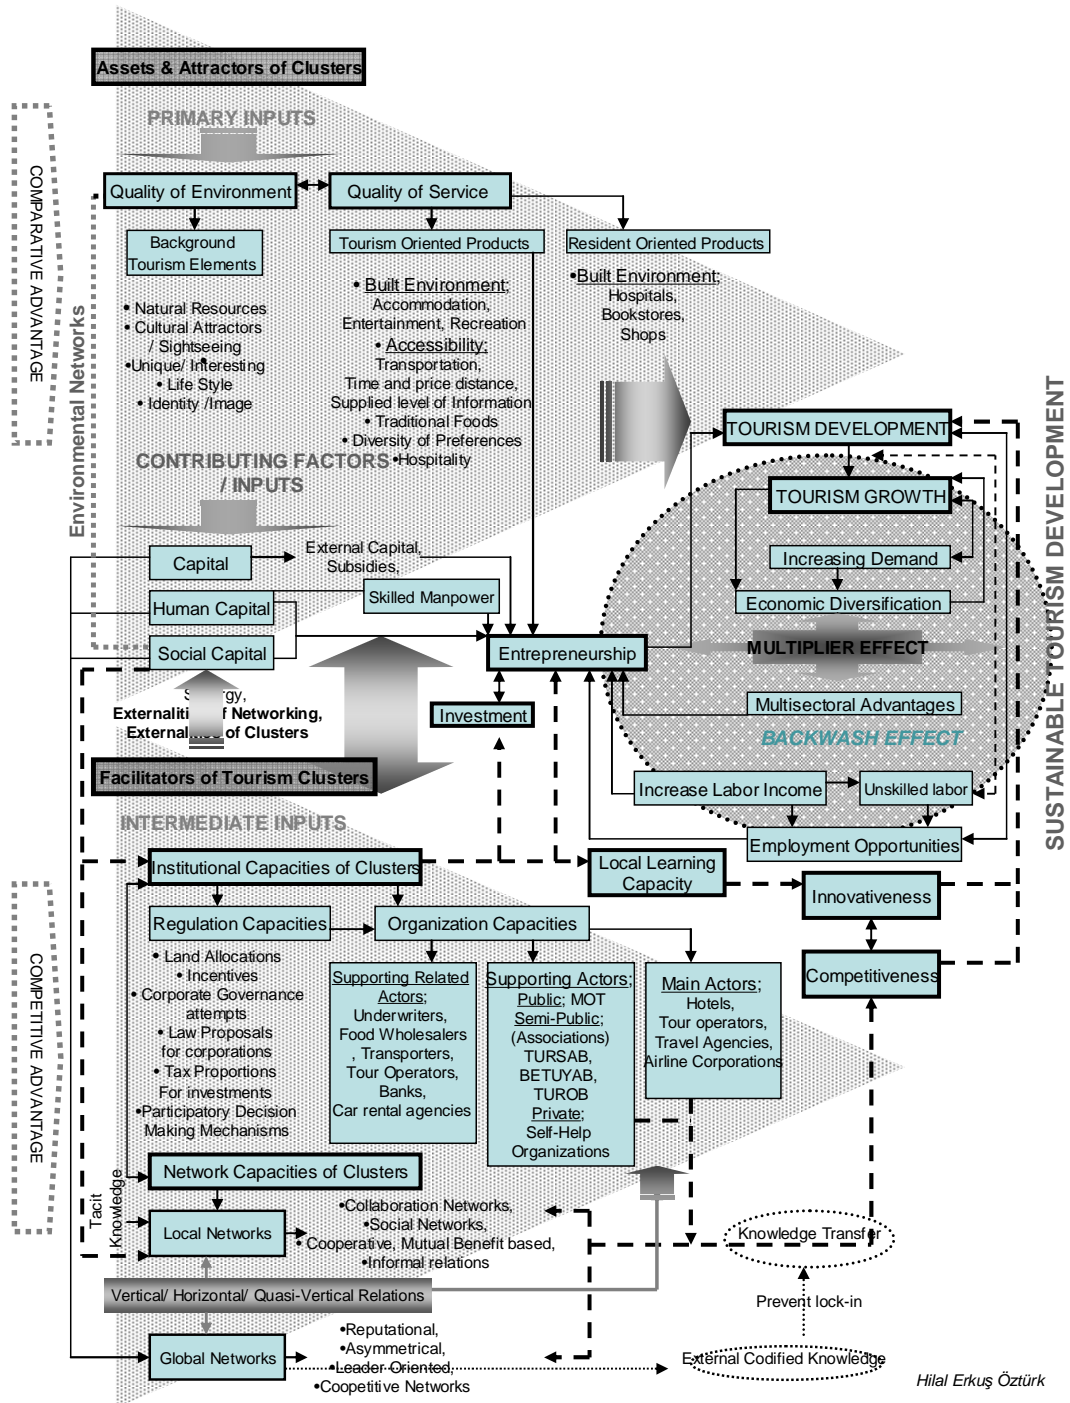 Assets & Attractors of Clusters
PRIMARY INPUTS
COMPARATIVE ADVANTAGE
Quality of Environment
Quality of Service
Background
Tourism Elements
Tourism Oriented Products
Resident Oriented Products
• Natural Resources
• Cultural Attractors
/ Sightseeing
•Unique/ Interesting
• Life Style
• Identity /Image
• Built Environment;
Accommodation,
Entertainment, Recreation
• Accessibility;
Transportation,
Time and price distance,
Supplied level of Information
• Traditional Foods
• Diversity of Preferences
•Hospitality
•Built Environment;
Hospitals,
Bookstores,
Shops
Environmental Networks
CONTRIBUTING FACTORS
/ INPUTS
TOURISM DEVELOPMENT
TOURISM GROWTH
Increasing Demand
Economic Diversification
MULTIPLIER EFFECT
Multisectoral Advantages
BACKWASH EFFECT
Increase Labor Income
Unskilled labor
Employment Opportunities
SUSTAINABLE TOURISM DEVELOPMENT
Capital
External Capital,
Subsidies,
Human Capital
Skilled Manpower
Social Capital
Entrepreneurship
Investment
Externalities of Networking,
Externalities of Clusters
Facilitators of Tourism Clusters
INTERMEDIATE INPUTS
COMPETITIVE ADVANTAGE
Institutional Capacities of Clusters
Local Learning
Capacity
Innovativeness
Competitiveness
Regulation Capacities
Organization Capacities
• Land Allocations
• Incentives
• Corporate Governance
attempts
• Law Proposals
for corporations
• Tax Proportions
For investments
•Participatory Decision
Making Mechanisms
Supporting Related
Actors;
Underwriters,
Food Wholesalers
, Transporters,
Tour Operators,
Banks,
Car rental agencies
Supporting Actors;
Public; MOT
Semi-Public;
(Associations)
TURSAB,
BETUYAB,
TUROB
Private;
Self-Help
Organizations
Main Actors;
Hotels,
Tour operators,
Travel Agencies,
Airline Corporations
Network Capacities of Clusters
Tacit
Knowledge
Local Networks
•Collaboration Networks,
•Social Networks,
• Cooperative, Mutual Benefit based,
•Informal relations
Knowledge Transfer
Vertical/ Horizontal/ Quasi-Vertical Relations
Prevent lock-in
Global Networks
•Reputational,
•Asymmetrical,
•Leader Oriented,
•Coopetitive Networks
External Codified Knowledge
Hilal Erkuş Öztürk